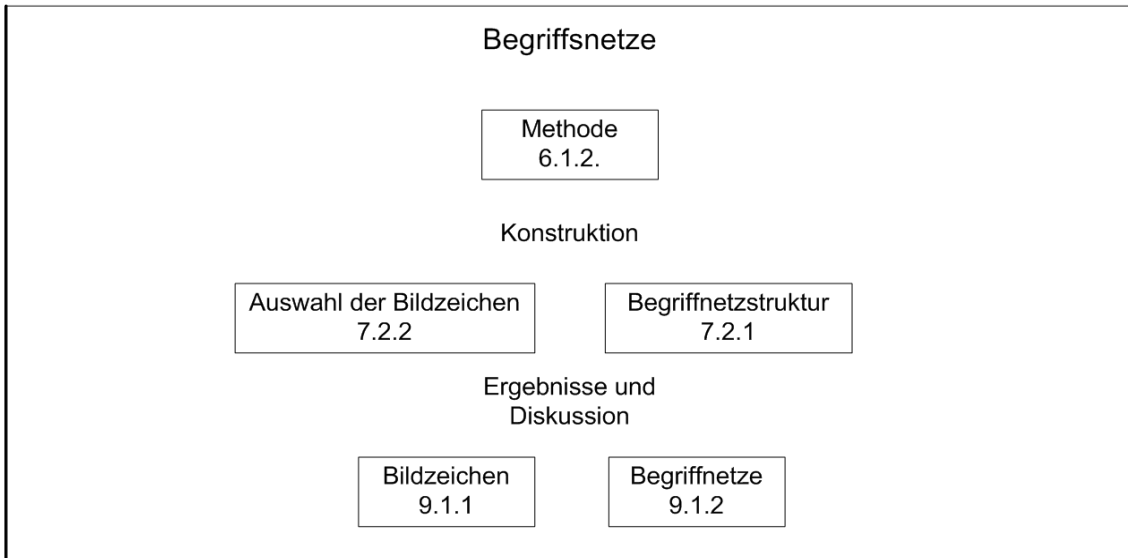 Begriffsnetze
Methode
6.1.2.
Konstruktion
Auswahl der Bildzeichen
7.2.2
Begriffnetzstruktur
7.2.1
Ergebnisse und
Diskussion
Bildzeichen
9.1.1
Begriffnetze
9.1.2